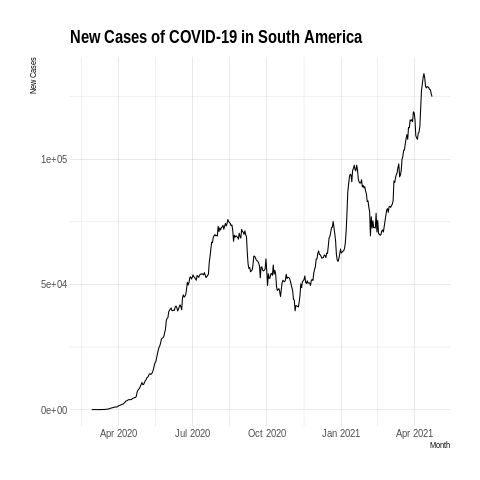 New Cases of COVID-19 in South America
New Cases
1e+05
5e+04
0e+00
Apr 2020 Jul 2020 Oct 2020 Jan 2021 Apr 2021
Month